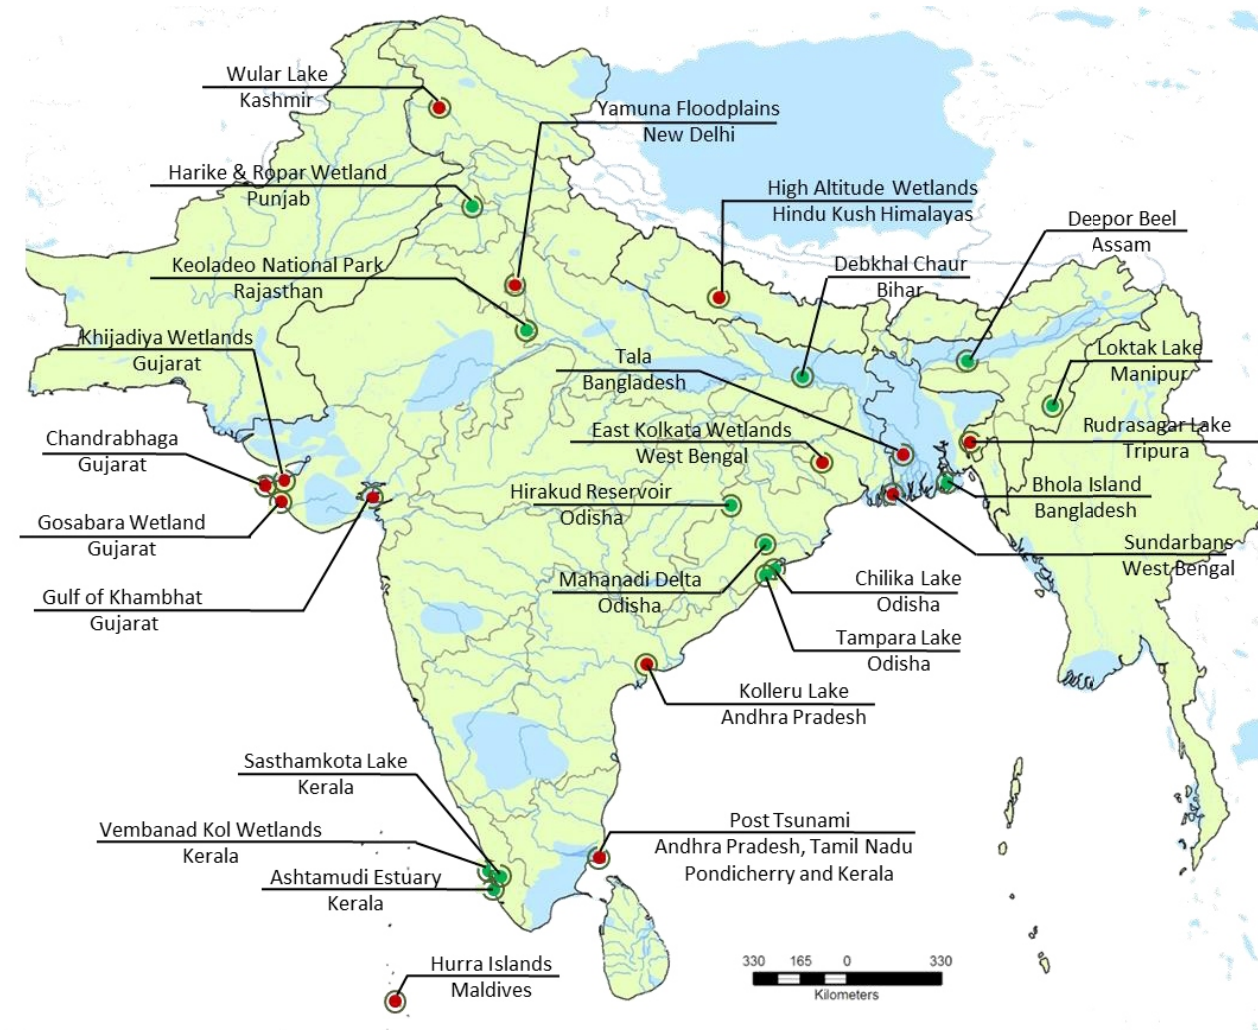 Wular Lake
Kashmir
Yamuna Floodplains
New Delhi
Harike & Ropar Wetland
Punjab
High Altitude Wetlands
Hindu Kush Himalayas
Deepor Beel
Assam
Keoladeo National Park
Rajasthan
Debkhal Chaur
Bihar
Khijadiya Wetlands
Gujarat
Tala
Bangladesh
Loktak Lake
Manipur
Chandrabhaga
Gujarat
East Kolkata Wetlands
West Bengal
Rudrasagar Lake
Tripura
Hirakud Reservoir
Odisha
Bhola Island
Bangladesh
Gosabara Wetland
Gujarat
Sundarbans
West Bengal
Mahanadi Delta
Odisha
Chilika Lake
Odisha
Gulf of Khambhat
Gujarat
Tampara Lake
Odisha
Kolleru Lake
Andhra Pradesh
Sasthamkota Lake
Kerala
Vembanad Kol Wetlands
Kerala
Post Tsunami
Andhra Pradesh, Tamil Nadu
Pondicherry and Kerala
Ashtamudi Estuary
Kerala
Hurra Islands
Maldives
330 165 0 330
Kilometers